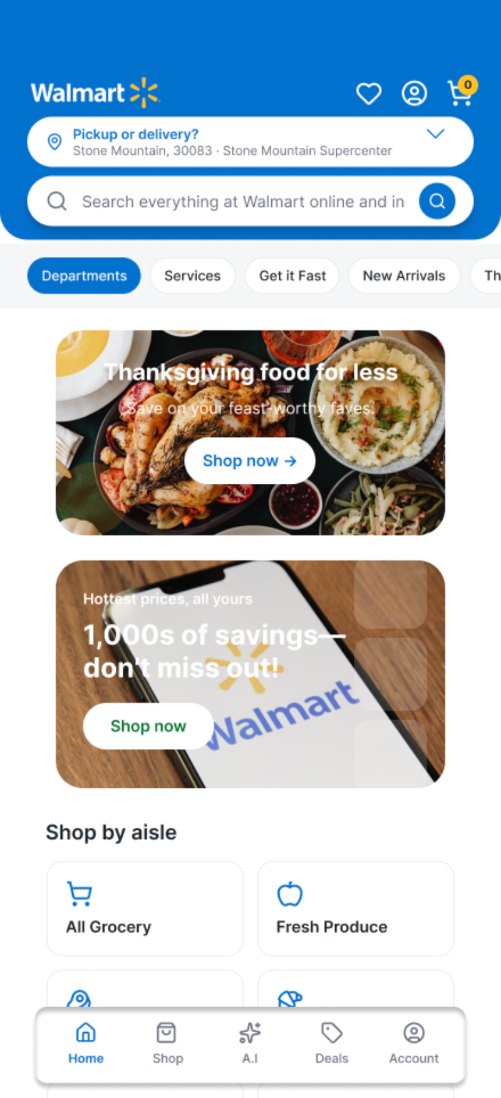 Walmart
0
Pickup or delivery?
Stone Mountain, 30083 · Stone Mountain Supercenter
Search everything at Walmart online and in
Departments
Services
Get it Fast
New Arrivals
Th
Thanksgiving food for less
Save on your feast-worthy faves.
Shop now →
Hottest prices, all yours
1,000s of savings—
don't miss out!
Shop now
Walmart
Shop by aisle
All Grocery
Fresh Produce
Home
Shop
A.I
Deals
Account